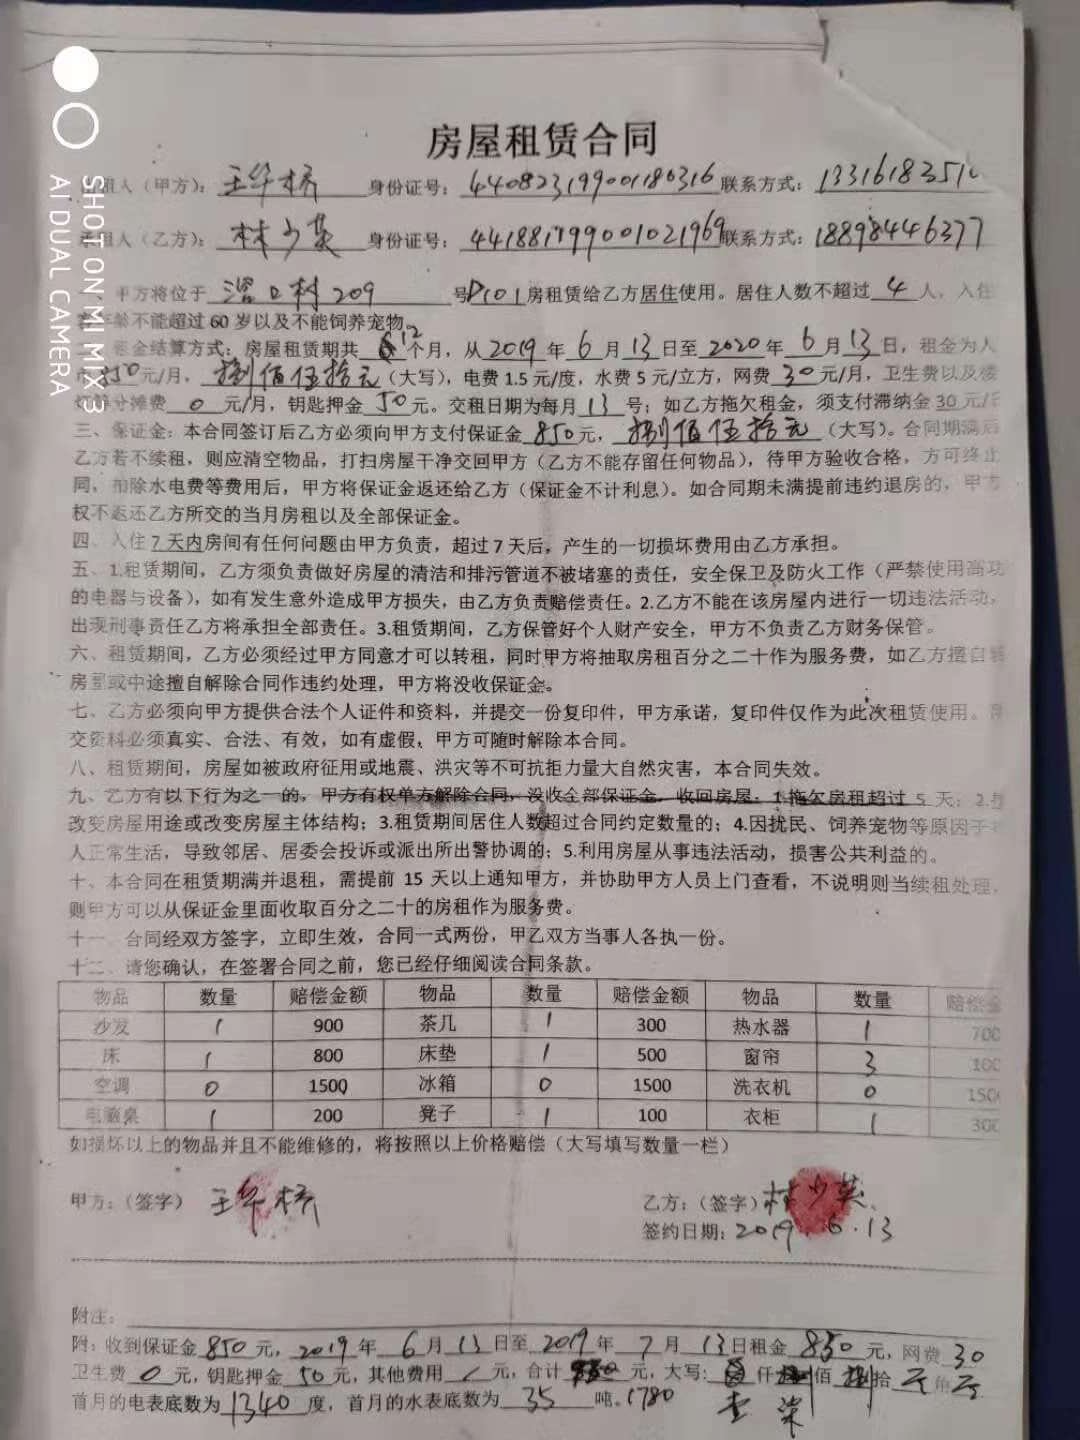 房屋租赁合同
出租人（甲方）：王华桥 身份证号：440823199001180316 联系方式：1331618351
承租人（乙方）：林少英 身份证号：441881199001021969 联系方式：18898446377
一、甲方将位于 溶口村209 号D101房租赁给乙方居住使用。居住人数不超过 4 人，入住
客年龄不能超过60岁以及不能饲养宠物。
二、租金结算方式：房屋租赁期共 12 个月，从 2019 年 6 月 13 日至 2020 年 6 月 13 日，租金为人
币 850 元/月，捌佰伍拾元（大写），电费 1.5 元/度，水费 5 元/立方，网费 30 元/月，卫生费以及楼
灯等分摊费 0 元/月，钥匙押金 50 元。交租日期为每月 13 号；如乙方拖欠租金，须支付滞纳金 30 元/
三、保证金：本合同签订后乙方必须向甲方支付保证金 850 元，捌佰伍拾元（大写）。合同期满后
乙方若不续租，则应清空物品，打扫房屋干净交回甲方（乙方不能存留任何物品），待甲方验收合格，方可终止
同，扣除水电费等费用后，甲方将保证金返还给乙方（保证金不计利息）。如合同期未满提前违约退房的，甲方
权不返还乙方所交的当月房租以及全部保证金。
四、入住 7 天内房间有任何问题由甲方负责，超过 7 天后，产生的一切损坏费用由乙方承担。
五、1.租赁期间，乙方须负责做好房屋的清洁和排污管道不被堵塞的责任，安全保卫及防火工作（严禁使用高功
的电器与设备），如有发生意外造成甲方损失，由乙方负责赔偿责任。2.乙方不能在该房屋内进行一切违法活动，
出现刑事责任乙方将承担全部责任。3.租赁期间，乙方保管好个人财产安全，甲方不负责乙方财务保管。
六、租赁期间，乙方必须经过甲方同意才可以转租，同时甲方将抽取房租百分之二十作为服务费，如乙方擅自转
房屋或中途擅自解除合同作违约处理，甲方将没收保证金。
七、乙方必须向甲方提供合法个人证件和资料，并提交一份复印件，甲方承诺，复印件仅作为此次租赁使用。所
交资料必须真实、合法、有效，如有虚假，甲方可随时解除本合同。
八、租赁期间，房屋如被政府征用或地震、洪灾等不可抗拒力量大自然灾害，本合同失效。
九、乙方有以下行为之一的，甲方有权单方解除合同，没收全部保证金，收回房屋：1.拖欠房租超过 5 天；2.擅
改变房屋用途或改变房屋主体结构；3.租赁期间居住人数超过合同约定数量的；4.因扰民、饲养宠物等原因干
人正常生活，导致邻居、居委会投诉或派出所出警协调的；5.利用房屋从事违法活动，损害公共利益的。
十、本合同在租赁期满并退租，需提前 15 天以上通知甲方，并协助甲方人员上门查看，不说明则当续租处理，
则甲方可以从保证金里面收取百分之二十的房租作为服务费。
十一、合同经双方签字，立即生效，合同一式两份，甲乙双方当事人各执一份。
十二、请您确认，在签署合同之前，您已经仔细阅读合同条款。
物品 数量 赔偿金额 物品 数量 赔偿金额 物品 数量 赔偿金
沙发 1 900 茶几 1 300 热水器 1 700
床 1 800 床垫 1 500 窗帘 3 100
空调 0 1500 冰箱 0 1500 洗衣机 0 150
电脑桌 1 200 凳子 1 100 衣柜 1 300
如损坏以上的物品并且不能维修的，将按照以上价格赔偿（大写填写数量一栏）
甲方：（签字） 王华桥
乙方：（签字） 林少英
签约日期：2019.6.13
附注：
附：收到保证金 850 元，2019 年 6 月 13 日至 2019 年 7 月 13 日租金 850 元，网费 30
卫生费 0 元，钥匙押金 50 元，其他费用 / 元，合计 元，大写： 仟 佰 捌 拾 元 角
首月的电表底数为 1340 度，首月的水表底数为 35 吨。1780 壹 柒
SHOT ON MI MIX 3
AI DUAL CAMERA